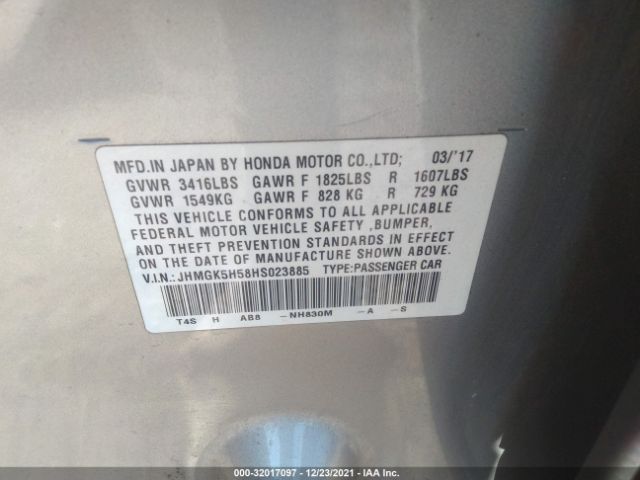 MFD.IN JAPAN BY HONDA MOTOR CO.,LTD; 03/'17
GVWR 3416LBS GAWR F 1825LBS R 1607LBS
GVWR 1549KG GAWR F 828 KG R 729 KG
THIS VEHICLE CONFORMS TO ALL APPLICABLE
FEDERAL MOTOR VEHICLE SAFETY ,BUMPER,
AND THEFT PREVENTION STANDARDS IN EFFECT
ON THE DATE OF MANUFACTURE SHOWN ABOVE.
V.I.N.:JHMGK5H58HS023885 TYPE:PASSENGER CAR
T4S H AB8 -NH830M -A -S
000-32017097 - 12/23/2021 - IAA Inc.